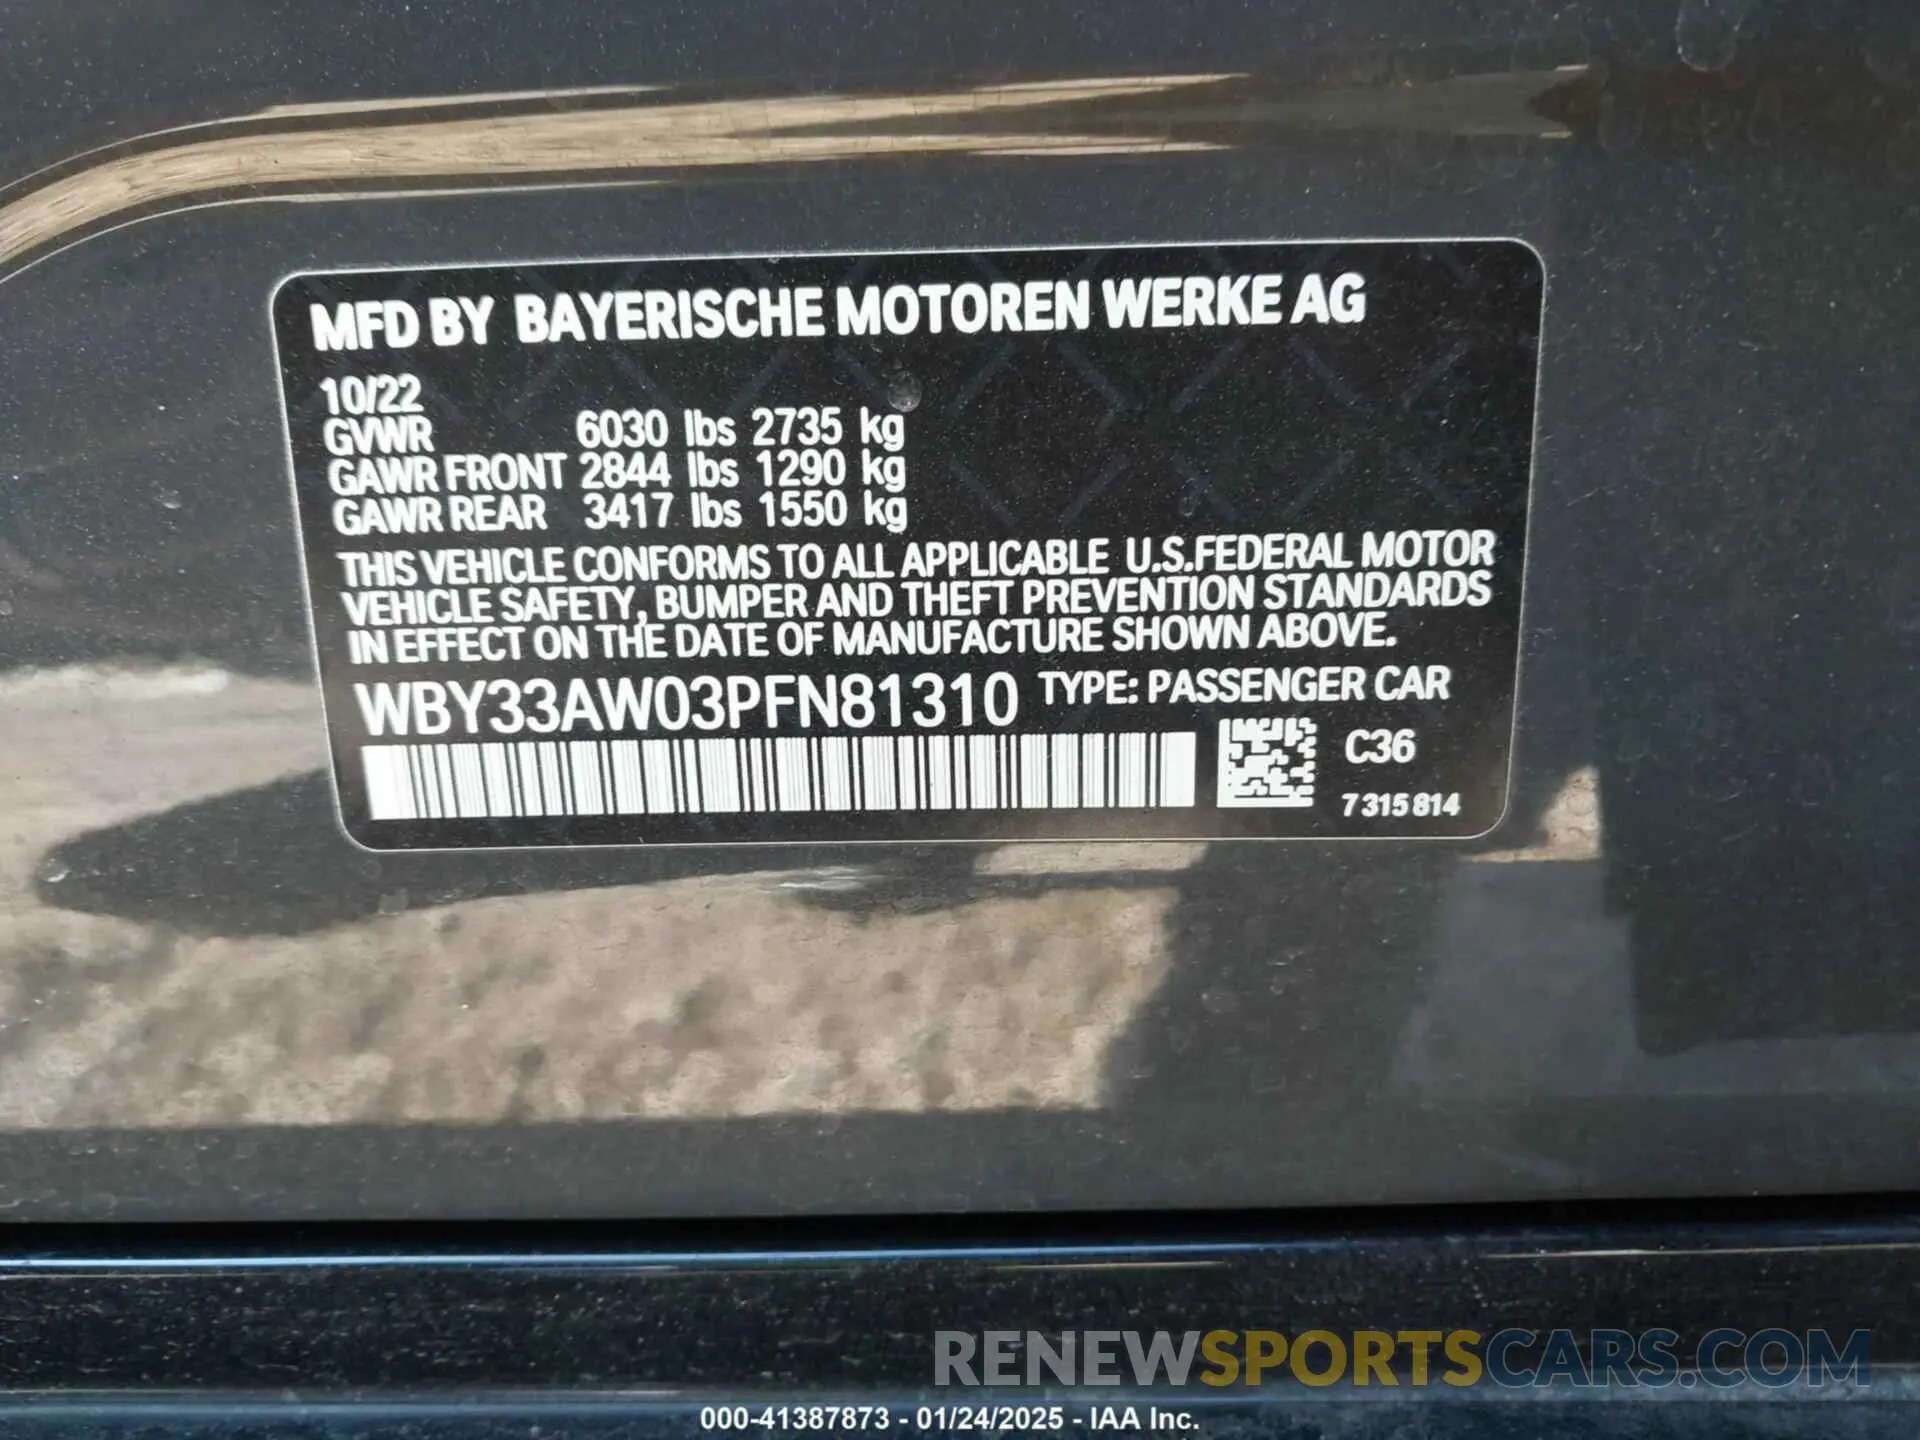 MFD BY BAYERISCHE MOTOREN WERKE AG
10/22
GVWR 6030 lbs 2735 kg
GAWR FRONT 2844 lbs 1290 kg
GAWR REAR 3417 lbs 1550 kg
THIS VEHICLE CONFORMS TO ALL APPLICABLE U.S.FEDERAL MOTOR
VEHICLE SAFETY, BUMPER AND THEFT PREVENTION STANDARDS
IN EFFECT ON THE DATE OF MANUFACTURE SHOWN ABOVE.
WBY33AW03PFN81310 TYPE: PASSENGER CAR
C36
7315814
RENEWSPORTSCARS.COM
000-41387873 - 01/24/2025 - IAA Inc.